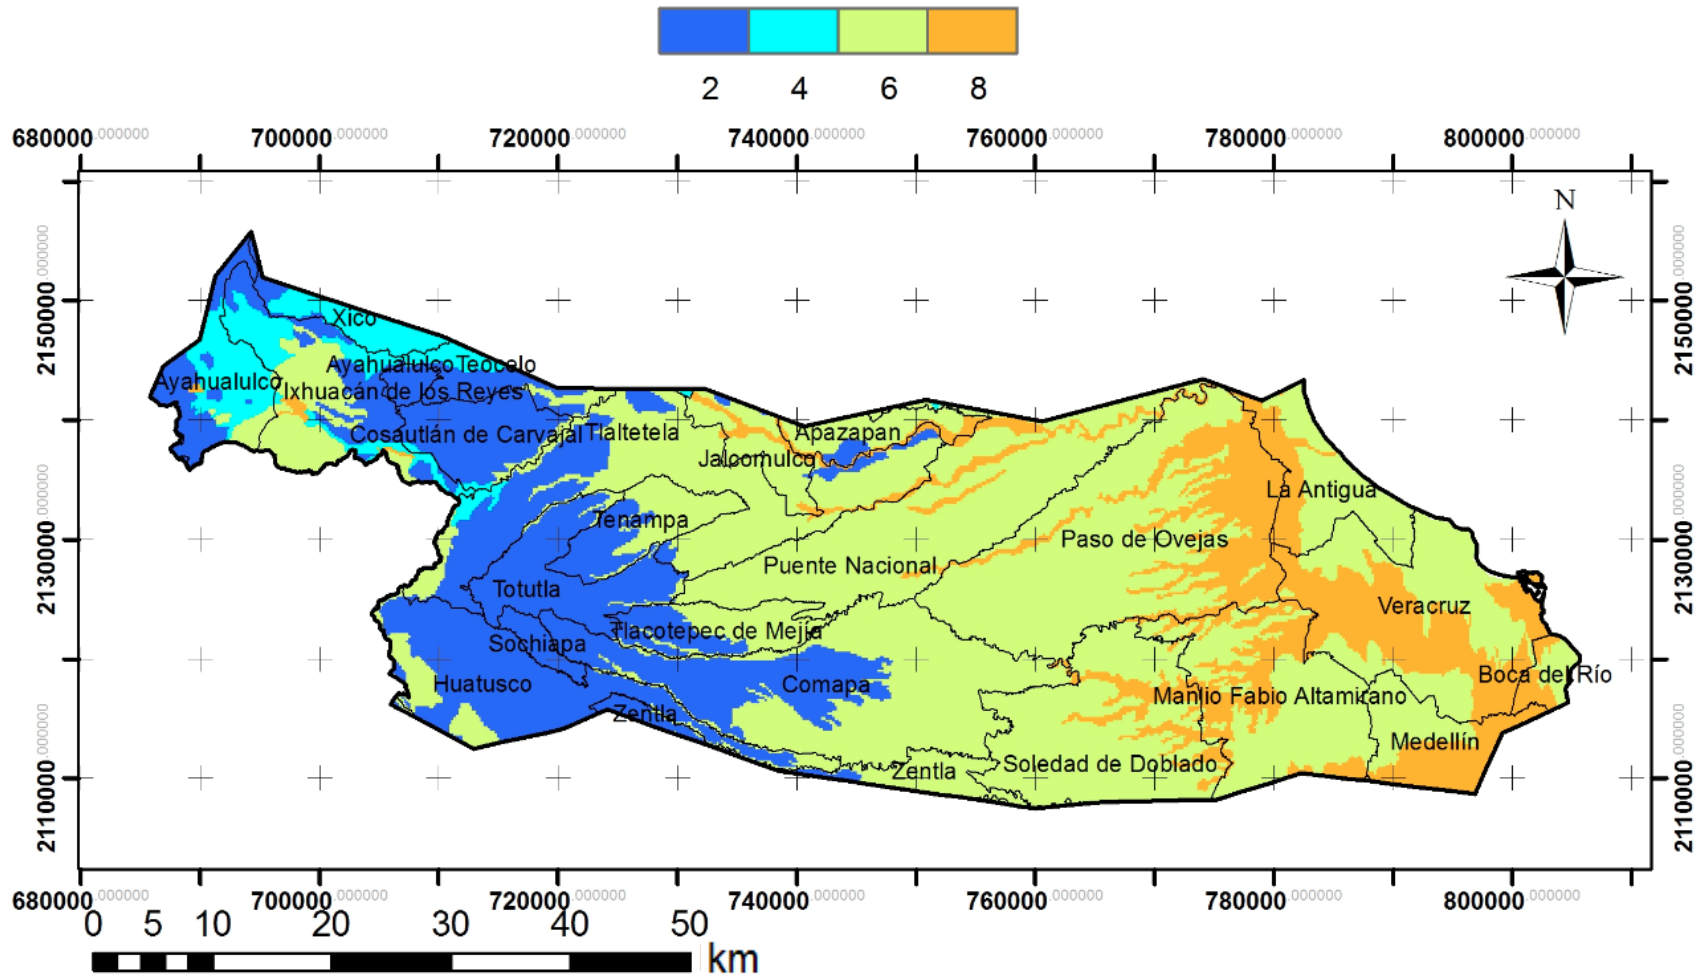 2 4 6 8
680000.000000 700000.000000 720000.000000 740000.000000 760000.000000 780000.000000 800000.000000
N
2150000.000000
2150000.000000
Xico
Ayahualulco Teocelo
Ayahualulco
Ixhuacán de los Reyes
Cosautlán de Carvajal
Tlaltetela
Apazapan
Jalcomulco
La Antigua
Tenampa
2130000.000000
2130000.000000
Paso de Ovejas
Puente Nacional
Totutla
Veracruz
Tlacotepec de Mejía
Sochiapa
Boca del Río
Huatusco
Comapa
Manlio Fabio Altamirano
Zentla
Medellín
Soledad de Doblado
Zentla
2110000.000000
2110000.000000
680000.000000 700000.000000 720000.000000 740000.000000 760000.000000 780000.000000 800000.000000
0 5 10 20 30 40 50
km